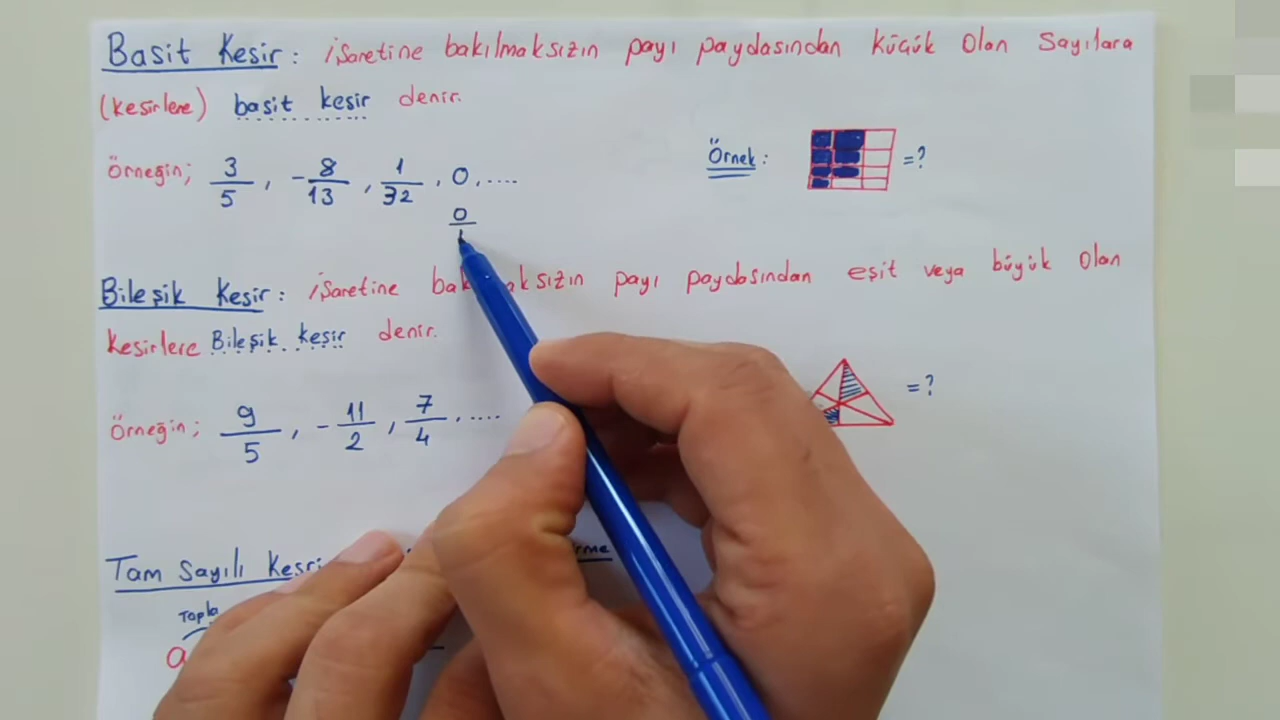 Basit Kesir : işaretine bakılmaksızın payı paydasından küçük olan sayılara
(kesirlere) basit kesir denir.
Örneğin; 3/5, -8/13, 1/32, 0, ....
0
Örnek : =?
Bileşik Kesir : işaretine payı paydasından eşit veya büyük olan
kesirlere Bileşik kesir denir.
Örneğin; 9/5, -11/2, 7/4, ....
=?
Tam Sayılı
Topla
a